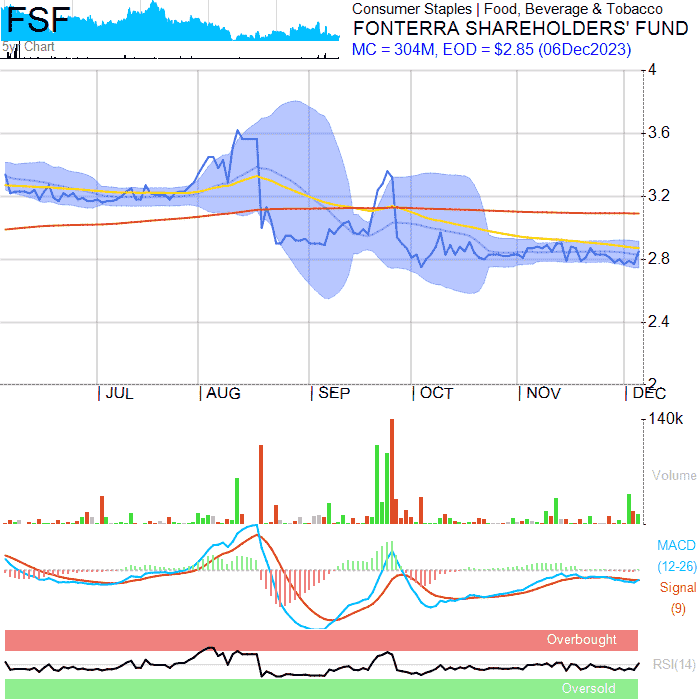 FSF
5yr Chart
Consumer Staples | Food, Beverage & Tobacco
FONTERRA SHAREHOLDERS' FUND
MC = 304M, EOD = $2.85 (06Dec2023)
4
3.6
3.2
2.8
2.4
2
JUL
AUG
SEP
OCT
NOV
DEC
140k
Volume
MACD
(12-26)
Signal
(9)
Overbought
RSI(14)
Oversold